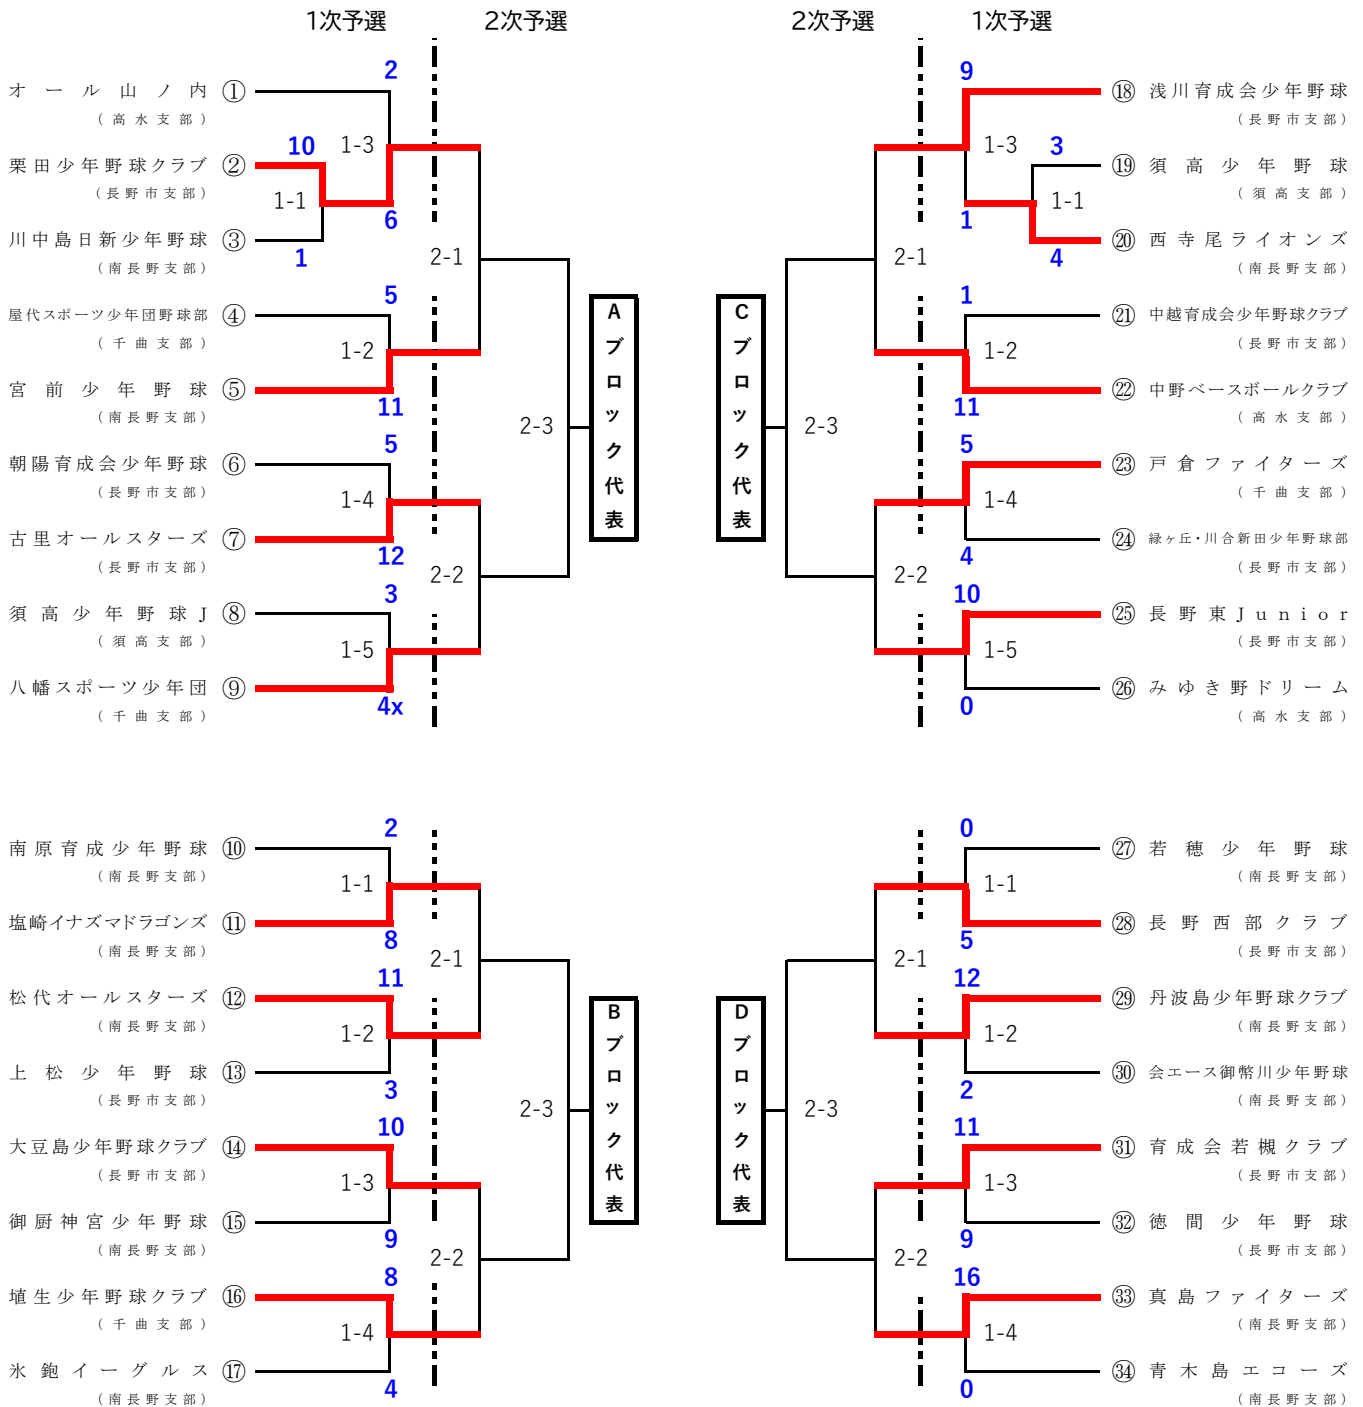 1次予選 2次予選 2次予選 1次予選
オール山ノ内 ①
(高水支部)
2
1-3
10
栗田少年野球クラブ ②
(長野市支部)
1-1
6
川中島日新少年野球 ③
(南長野支部)
1
2-1
5
屋代スポーツ少年団野球部 ④
(千曲支部)
1-2
宮前少年野球 ⑤
(南長野支部)
11
2-3
5
朝陽育成会少年野球 ⑥
(長野市支部)
1-4
古里オールスターズ ⑦
(長野市支部)
12
2-2
3
須高少年野球J ⑧
(須高支部)
1-5
八幡スポーツ少年団 ⑨
(千曲支部)
4x
Aブロック代表
Cブロック代表
9
⑱ 浅川育成会少年野球
(長野市支部)
1-3
3
⑲ 須高少年野球
(須高支部)
1-1
1
⑳ 西寺尾ライオンズ
(南長野支部)
4
2-1
1
㉑ 中越育成会少年野球クラブ
(長野市支部)
1-2
㉒ 中野ベースボールクラブ
(高水支部)
11
2-3
5
㉓ 戸倉ファイターズ
(千曲支部)
1-4
㉔ 緑ヶ丘・川合新田少年野球部
(長野市支部)
4
2-2
10
㉕ 長野東Junior
(長野市支部)
1-5
㉖ みゆき野ドリーム
(高水支部)
0
2
南原育成少年野球 ⑩
(南長野支部)
1-1
塩崎イナズマドラゴンズ ⑪
(南長野支部)
8
2-1
11
松代オールスターズ ⑫
(南長野支部)
1-2
上松少年野球 ⑬
(長野市支部)
3
2-3
10
大豆島少年野球クラブ ⑭
(長野市支部)
1-3
御厨神宮少年野球 ⑮
(南長野支部)
9
2-2
8
埴生少年野球クラブ ⑯
(千曲支部)
1-4
氷鉋イーグルス ⑰
(南長野支部)
4
Bブロック代表
Dブロック代表
0
㉗ 若穂少年野球
(南長野支部)
1-1
㉘ 長野西部クラブ
(長野市支部)
5
2-1
12
㉙ 丹波島少年野球クラブ
(南長野支部)
1-2
㉚ 会エース御幣川少年野球
(南長野支部)
2
2-3
11
㉛ 育成会若槻クラブ
(長野市支部)
1-3
㉜ 徳間少年野球
(長野市支部)
9
2-2
16
㉝ 真島ファイターズ
(南長野支部)
1-4
㉞ 青木島エコーズ
(南長野支部)
0